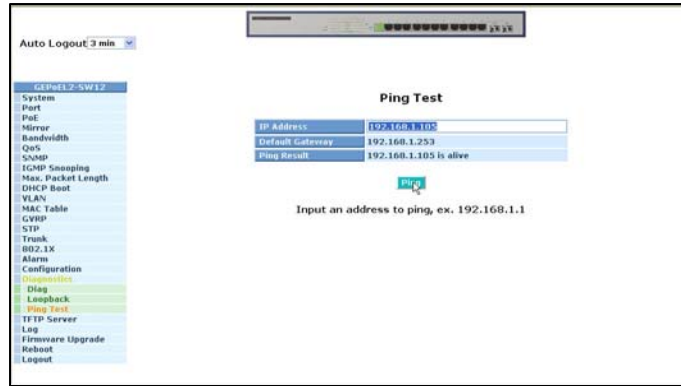 Auto Logout 3 min
GEPoEL2-SW12
System
Port
PoE
Mirror
Bandwidth
QoS
SNMP
IGMP Snooping
Max. Packet Length
DHCP Boot
VLAN
MAC Table
GVRP
STP
Trunk
802.1X
Alarm
Configuration
Diagnostics
Diag
Loopback
Ping Test
TFTP Server
Log
Firmware Upgrade
Reboot
Logout
Ping Test
IP Address 192.168.1.105
Default Gateway 192.168.1.253
Ping Result 192.168.1.105 is alive
Ping
Input an address to ping, ex. 192.168.1.1